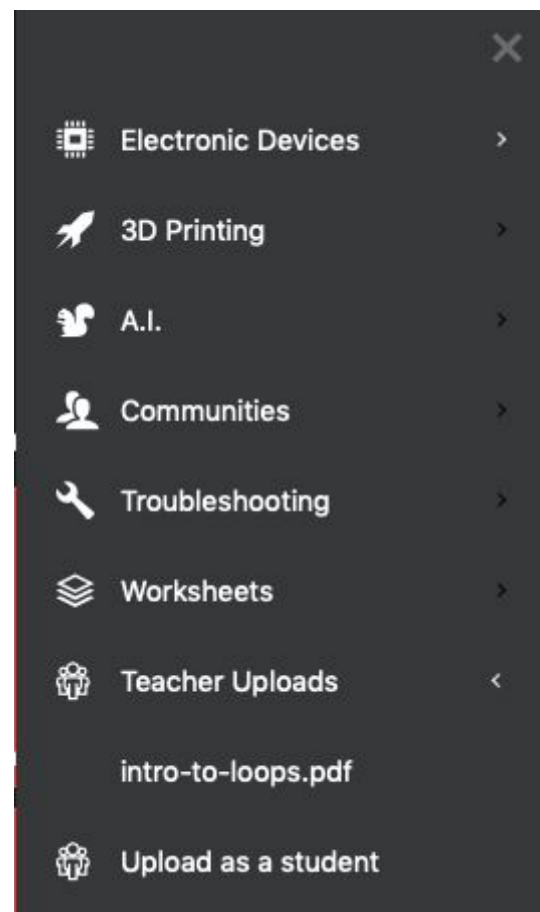 Electronic Devices
3D Printing
A.I.
Communities
Troubleshooting
Worksheets
Teacher Uploads
intro-to-loops.pdf
Upload as a student